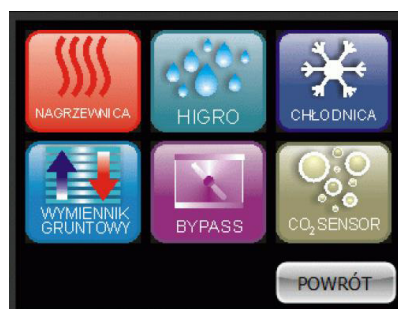 NAGRZEWNICA
HIGRO
CHŁODNICA
WYMIENNIK
GRUNTOWY
BYPASS
CO₂ SENSOR
POWRÓT